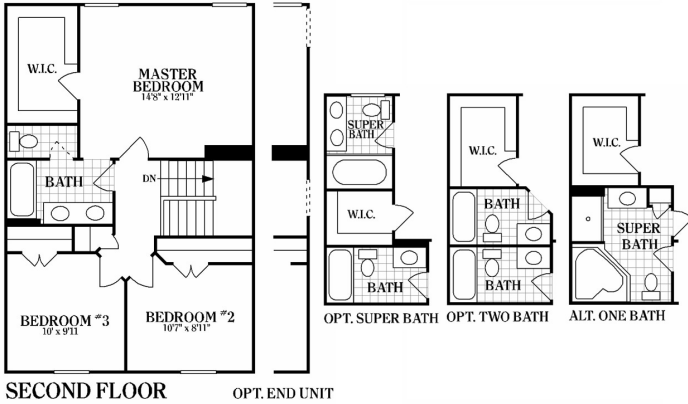 W.I.C.
MASTER
BEDROOM
14'8" x 12'11"
BATH
DN
BEDROOM #3
10' x 9'11
BEDROOM #2
10'7" x 8'11"
SECOND FLOOR
OPT. END UNIT
SUPER
BATH
W.I.C.
BATH
OPT. SUPER BATH
W.I.C.
BATH
BATH
OPT. TWO BATH
W.I.C.
SUPER
BATH
ALT. ONE BATH